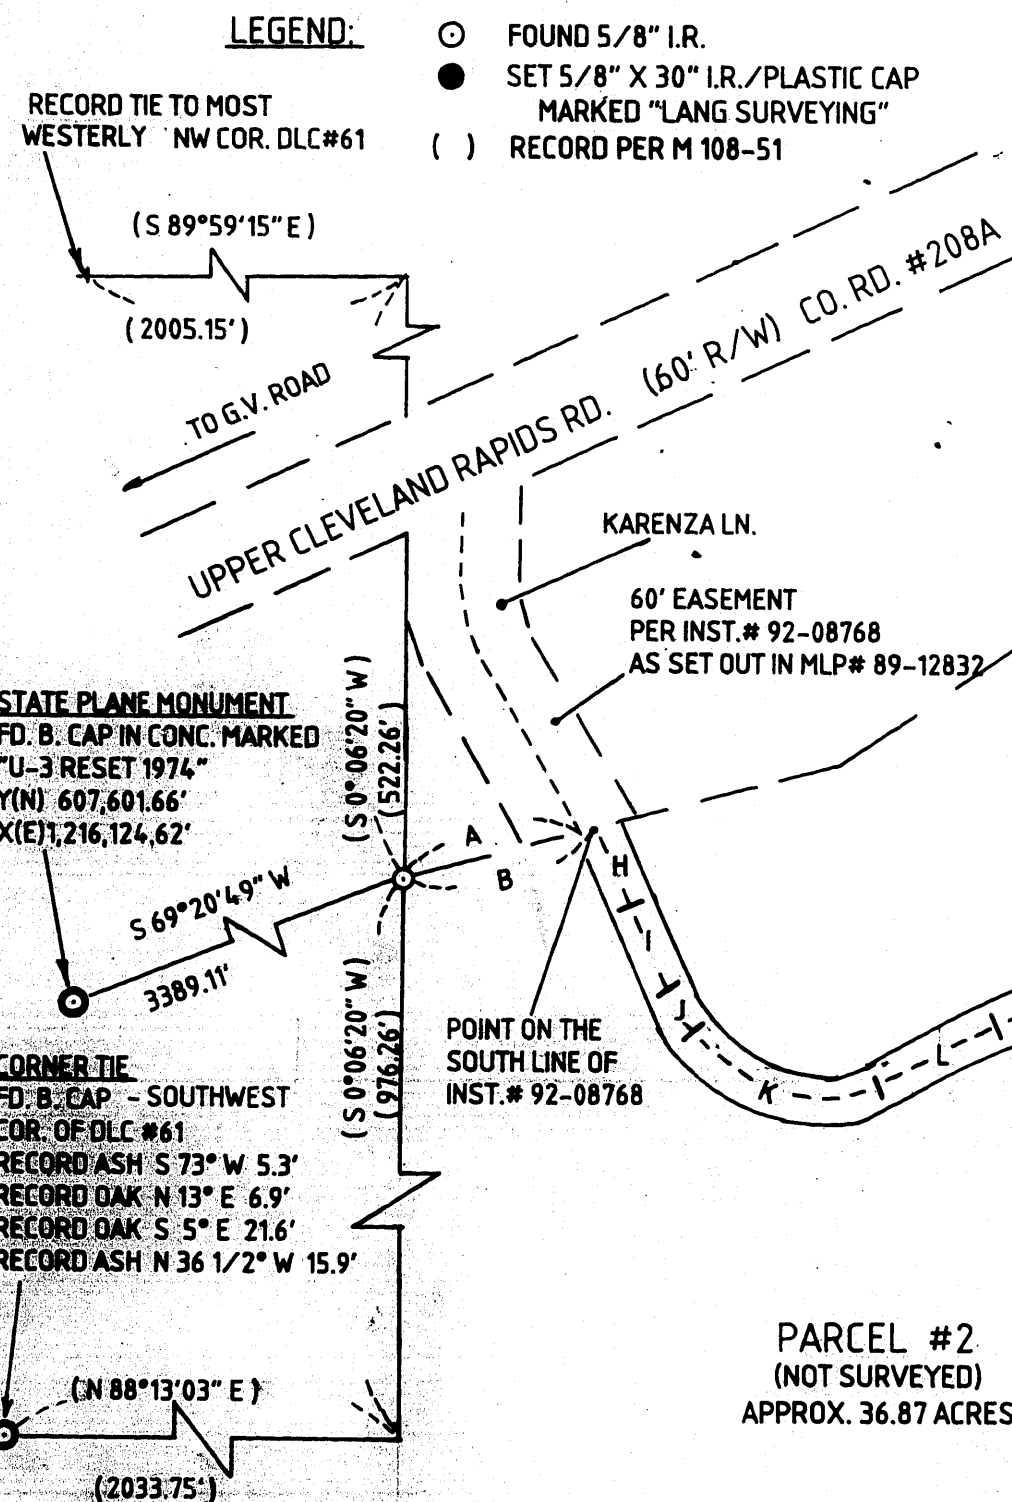 LEGEND:
FOUND 5/8" I.R.
SET 5/8" X 30" I.R./PLASTIC CAP
MARKED "LANG SURVEYING"
( ) RECORD PER M 108-51
RECORD TIE TO MOST
WESTERLY NW COR. DLC#61
(S 89°59'15" E)
(2005.15')
TO G.V. ROAD
UPPER CLEVELAND RAPIDS RD. (60' R/W) CO. RD. #208A
KARENZA LN.
60' EASEMENT
PER INST.# 92-08768
AS SET OUT IN MLP# 89-12832
STATE PLANE MONUMENT
FD. B. CAP IN CONC. MARKED
"U-3 RESET 1974"
Y(N) 607,601.66'
X(E)1,216,124,62'
(S 0°06'20" W)
(522.26')
A
B
S 69°20'49" W
3389.11'
H
I
J
K
L
(S 0°06'20" W)
(976.26')
POINT ON THE
SOUTH LINE OF
INST.# 92-08768
CORNER TIE
FD B. CAP - SOUTHWEST
COR. OF DLC #61
RECORD ASH S 73° W 5.3'
RECORD OAK N 13° E 6.9'
RECORD OAK S 5° E 21.6'
RECORD ASH N 36 1/2° W 15.9'
(N 88°13'03" E)
(2033.75')
PARCEL #2
(NOT SURVEYED)
APPROX. 36.87 ACRES